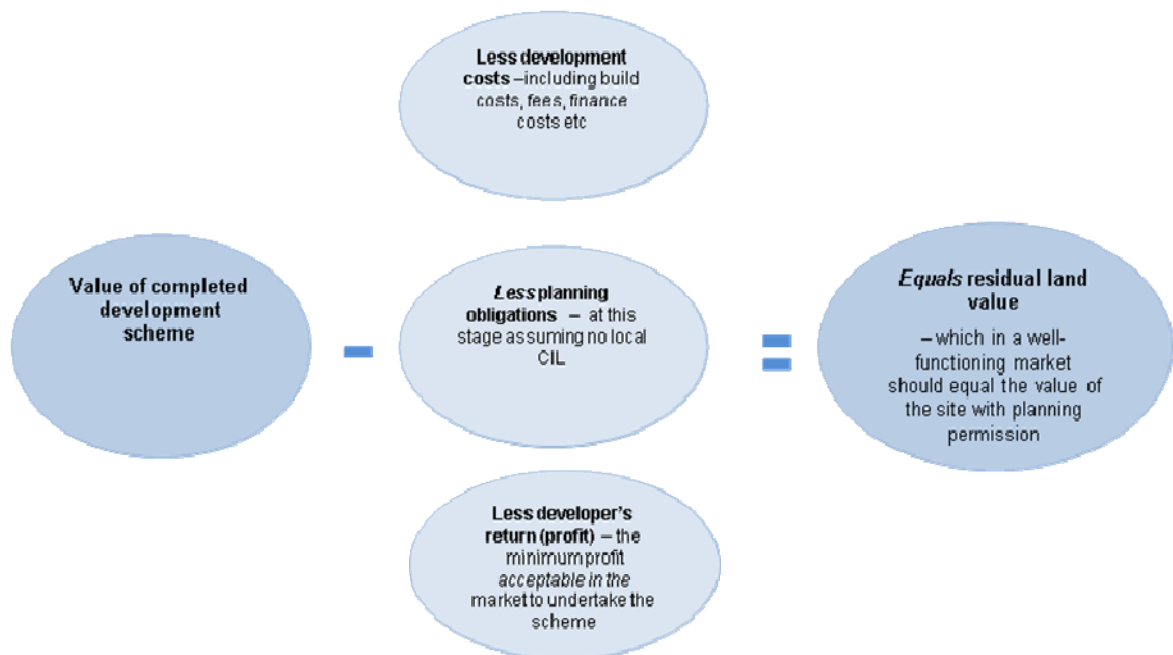 Less development
costs –including build
costs, fees, finance
costs etc
Value of completed
development
scheme
Less planning
obligations – at this
stage assuming no local
CIL
Equals residual land
value
– which in a well-
functioning market
should equal the value of
the site with planning
permission
Less developer's
return (profit) – the
minimum profit
acceptable in the
market to undertake the
scheme